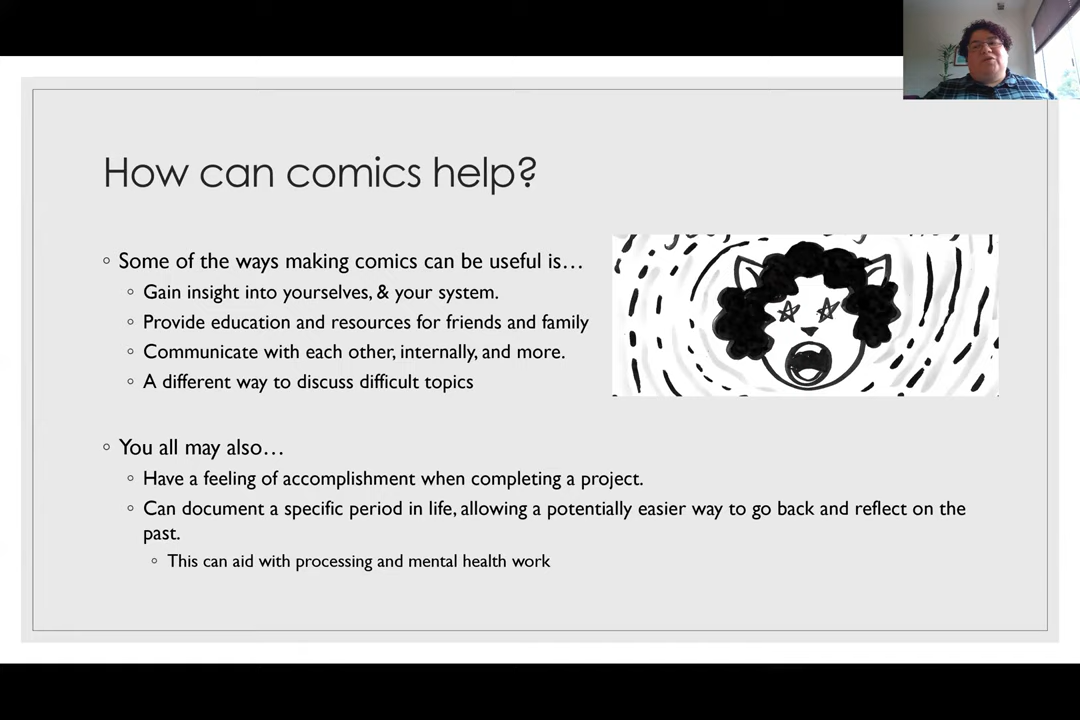 How can comics help?
Some of the ways making comics can be useful is…
Gain insight into yourselves, & your system.
Provide education and resources for friends and family
Communicate with each other, internally, and more.
A different way to discuss difficult topics
You all may also…
Have a feeling of accomplishment when completing a project.
Can document a specific period in life, allowing a potentially easier way to go back and reflect on the
past.
This can aid with processing and mental health work